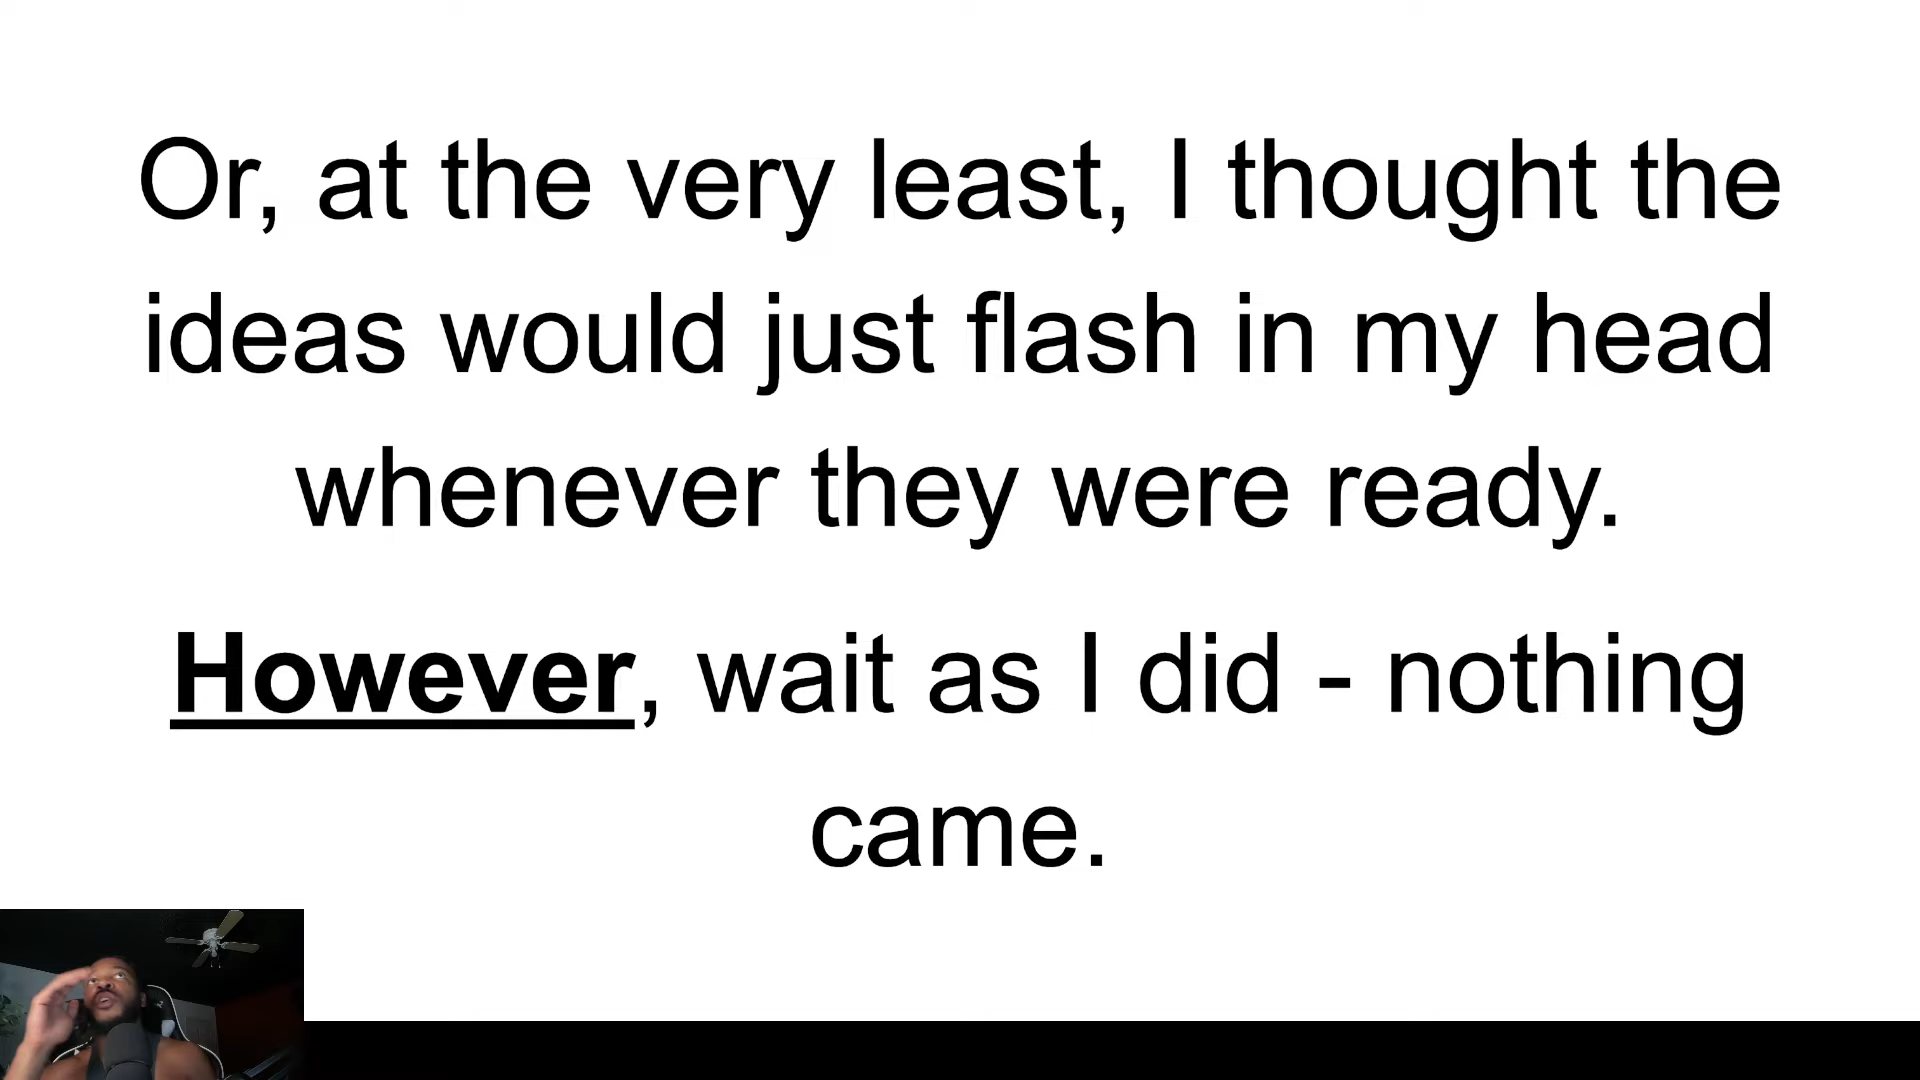 Or, at the very least, I thought the
ideas would just flash in my head
whenever they were ready.
However, wait as I did - nothing
came.